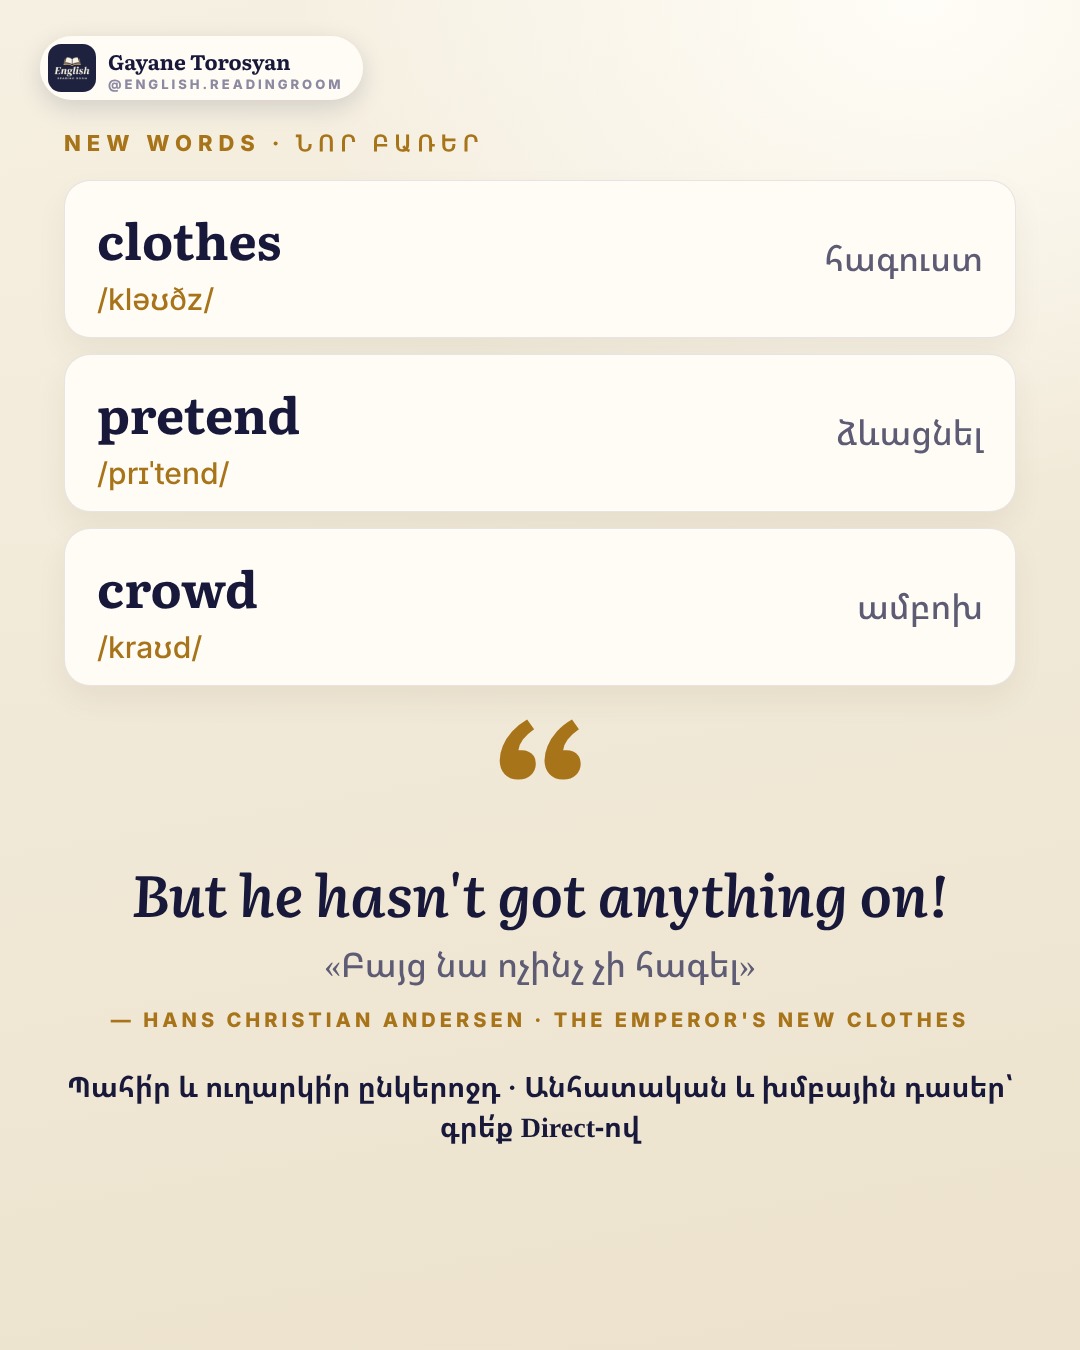 English
Gayane Torosyan
@ENGLISH.READINGROOM
NEW WORDS · ՆՈՐ ԲԱՌԵՐ
clothes
հագուստ
/kləʊðz/
pretend
ձևացնել
/prɪˈtend/
crowd
ամբոխ
/kraʊd/
“
But he hasn't got anything on!
«Բայց նա ոչինչ չի հագել»
— HANS CHRISTIAN ANDERSEN · THE EMPEROR'S NEW CLOTHES
Պահի՛ր և ուղարկի՛ր ընկերոջդ · Անհատական և խմբային դասեր՝
գրե՛ք Direct-ով